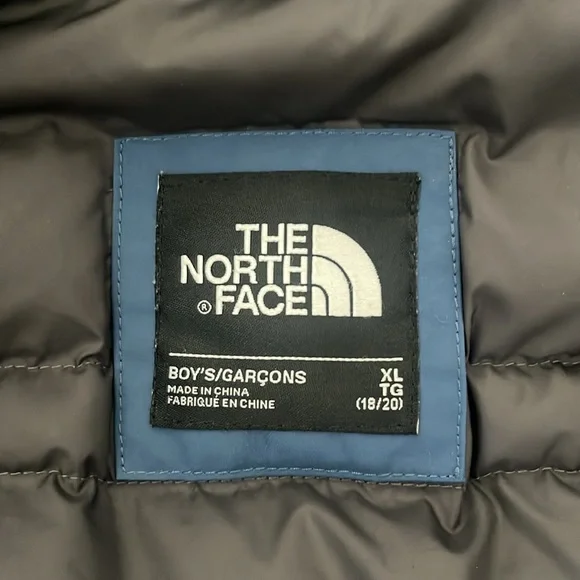 THE
NORTH
® FACE
BOY'S/GARÇONS XL
MADE IN CHINA TG
FABRIQUÉ EN CHINE (18/20)